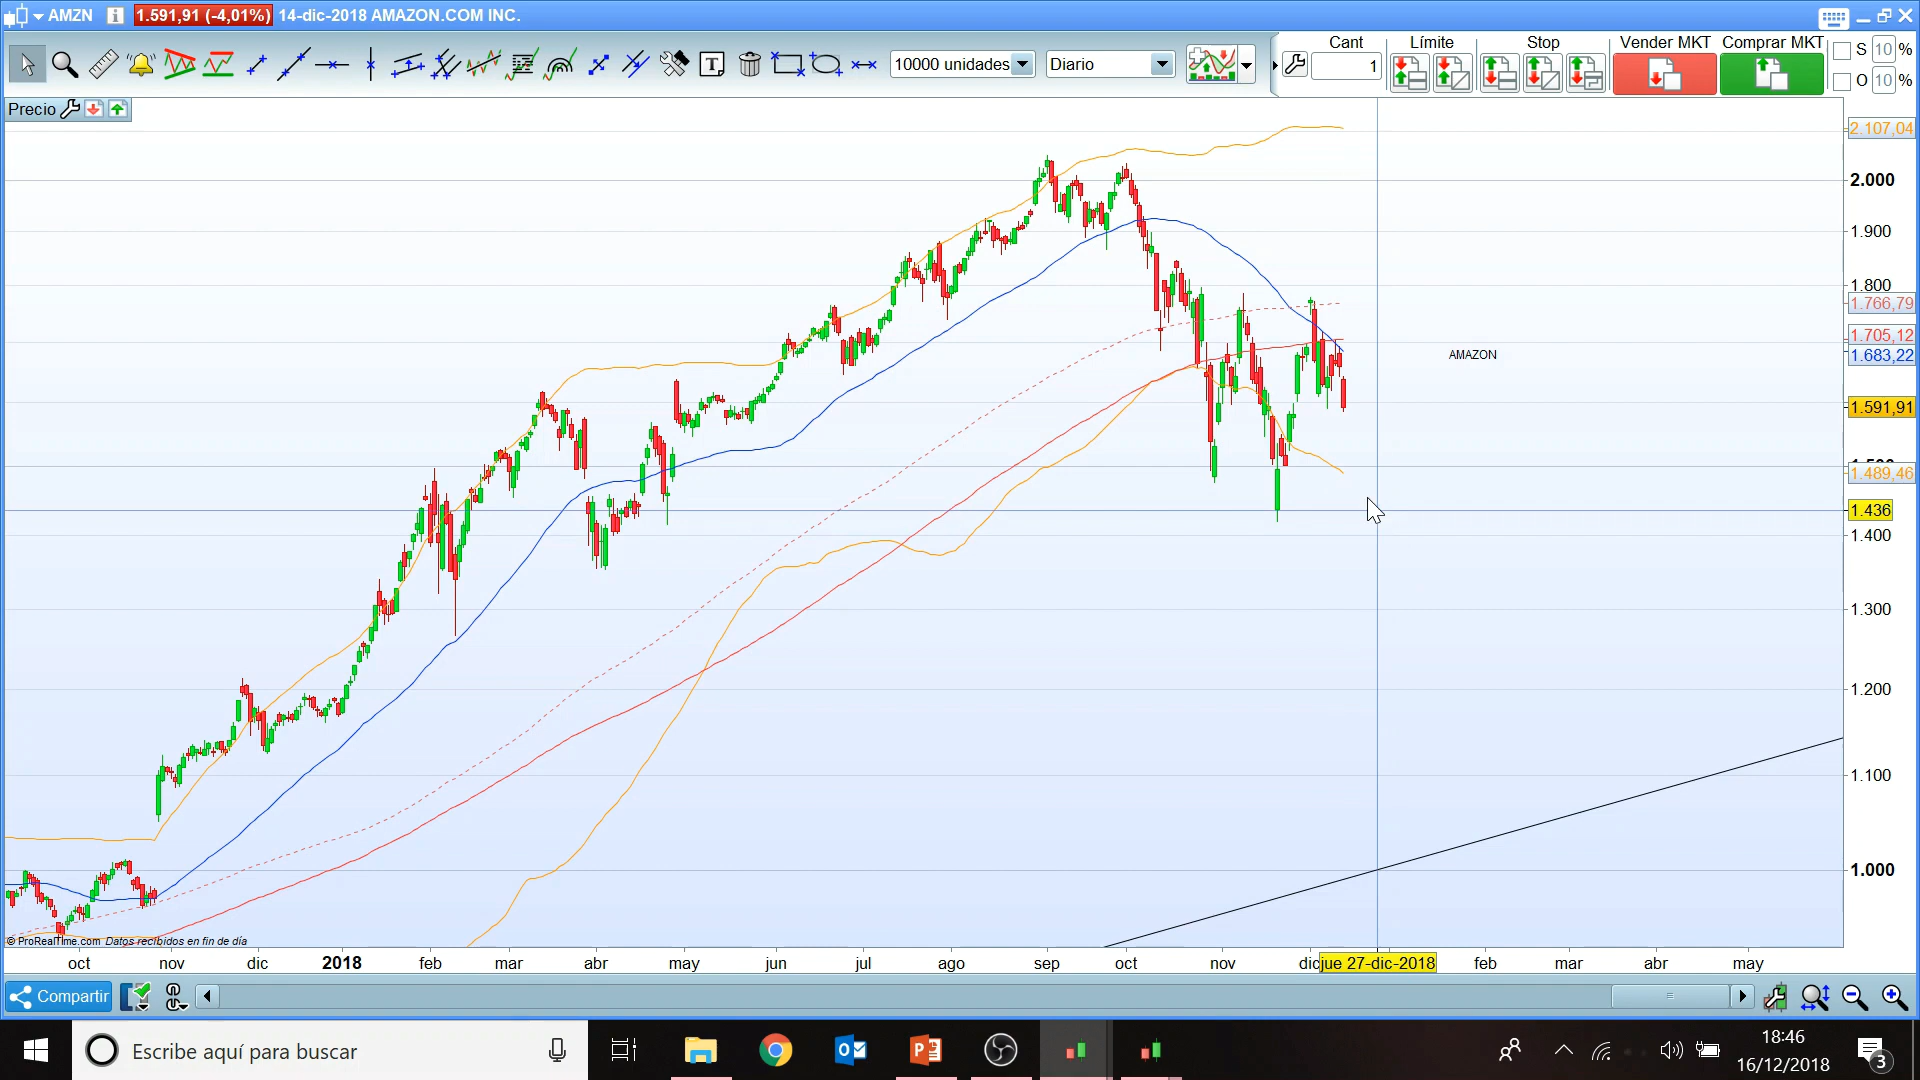 AMZN 1.591,91 (-4,01%) 14-dic-2018 AMAZON.COM INC.
Cant Límite Stop Vender MKT Comprar MKT S 10 %
10000 unidades Diario 1 O 10 %
Precio
2.107,04
2.000
1.900
1.800
1.766,79
1.705,12
AMAZON
1.683,22
1.591,91
1.489,46
1.436
1.400
1.300
1.200
1.100
1.000
© ProRealTime.com Datos recibidos en fin de día
oct nov dic 2018 feb mar abr may jun jul ago sep oct nov dic jue 27-dic-2018 feb mar abr may
Compartir
Escribe aquí para buscar
18:46
16/12/2018
3